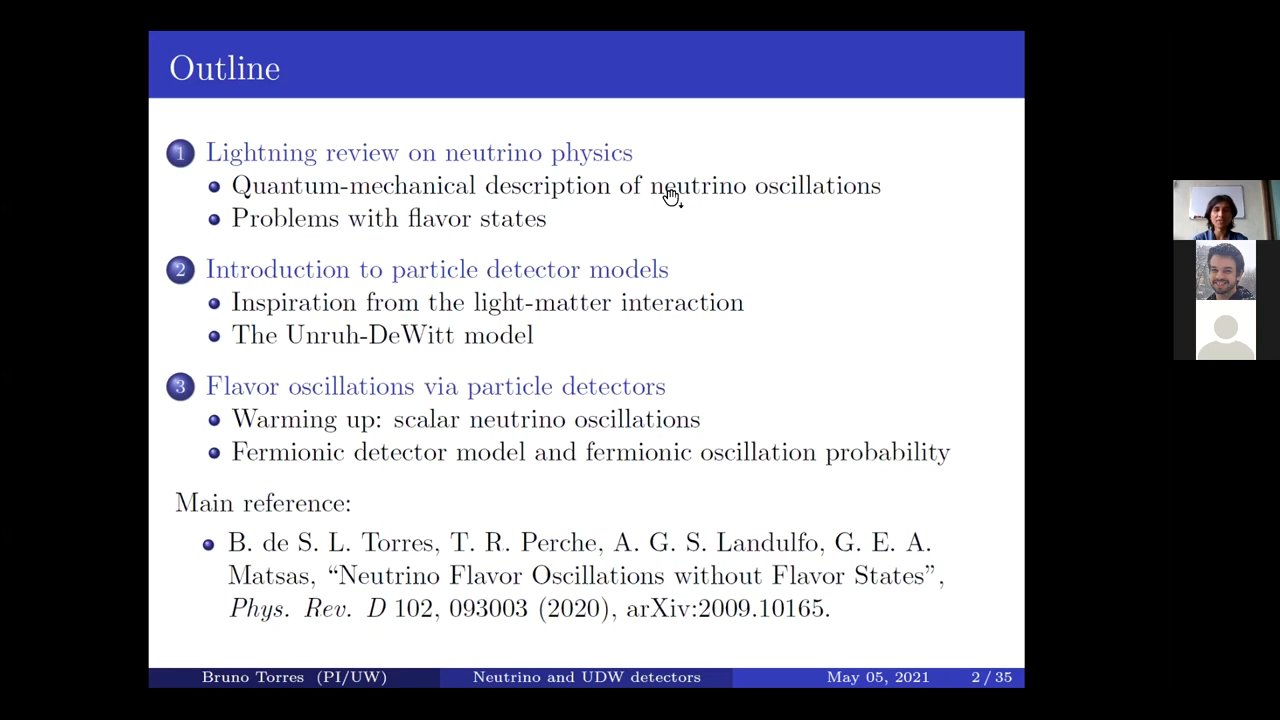 Outline
1 Lightning review on neutrino physics
Quantum-mechanical description of neutrino oscillations
Problems with flavor states
2 Introduction to particle detector models
Inspiration from the light-matter interaction
The Unruh-DeWitt model
3 Flavor oscillations via particle detectors
Warming up: scalar neutrino oscillations
Fermionic detector model and fermionic oscillation probability
Main reference:
B. de S. L. Torres, T. R. Perche, A. G. S. Landulfo, G. E. A.
Matsas, “Neutrino Flavor Oscillations without Flavor States”,
Phys. Rev. D 102, 093003 (2020), arXiv:2009.10165.
Bruno Torres (PI/UW) Neutrino and UDW detectors May 05, 2021 2 / 35